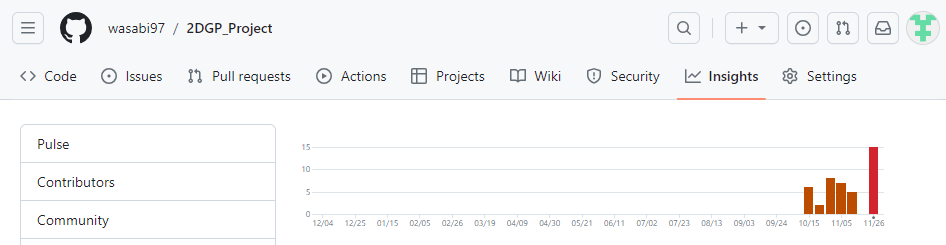 wasabi97 / 2DGP_Project
Code Issues Pull requests Actions Projects Wiki Security Insights Settings
Pulse
Contributors
Community
15
10
5
0
12/04 12/25 01/15 02/05 02/26 03/19 04/09 04/30 05/21 06/11 07/02 07/23 08/13 09/03 09/24 10/15 11/05 11/26